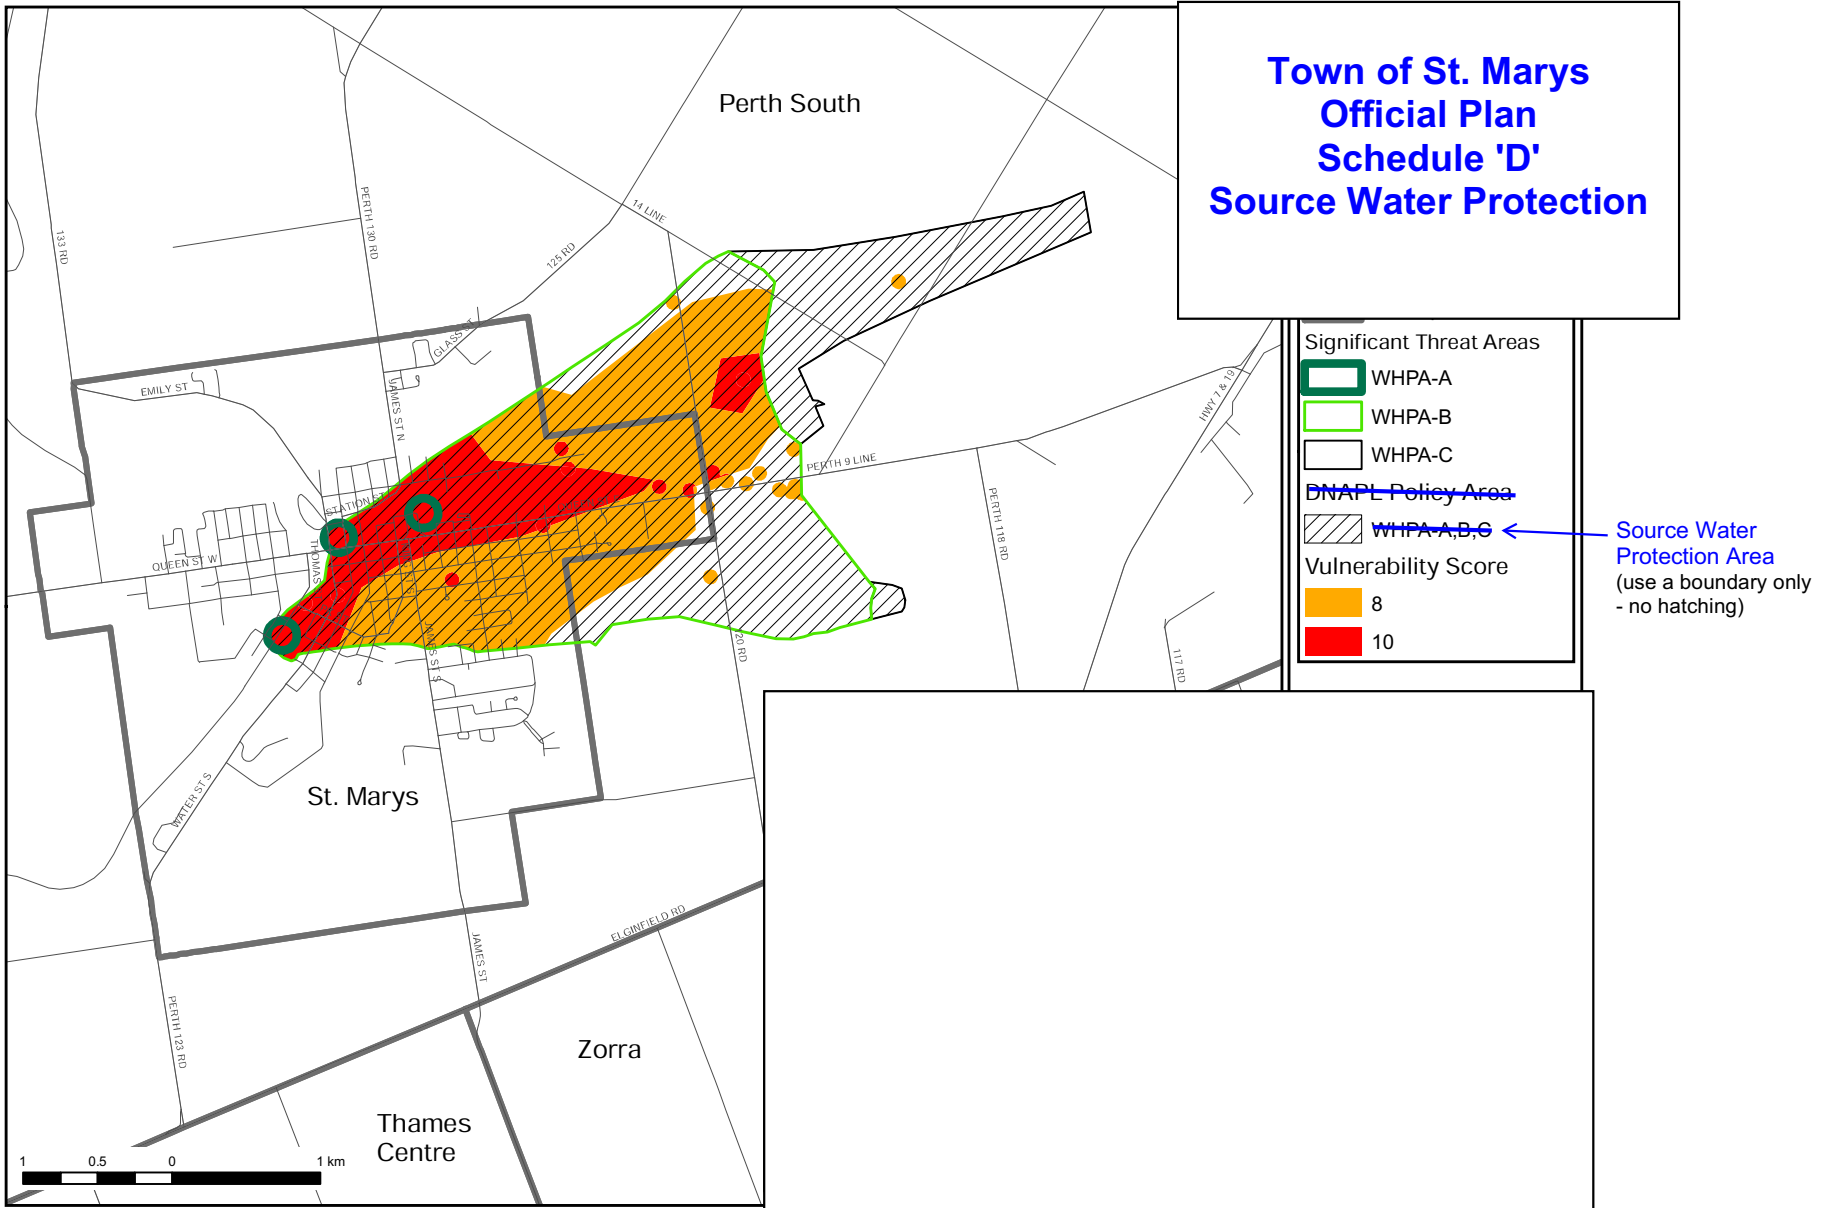 Town of St. Marys
Official Plan
Schedule 'D'
Source Water Protection
Perth South
14 LINE
133 RD
PERTH 130 RD
125 RD
GLASS ST
EMILY ST
JAMES ST N
HWY 7 & 19
PERTH 9 LINE
STATION ST
PERTH 118 RD
QUEEN ST W
THOMAS
JAMES ST S
120 RD
117 RD
WATER ST S
St. Marys
ELGINFIELD RD
JAMES ST
PERTH 123 RD
Zorra
Thames
Centre
1 0.5 0 1 km
Significant Threat Areas
WHPA-A
WHPA-B
WHPA-C
DNAPL Policy Area
WHPA-A,B,C
Vulnerability Score
8
10
Source Water
Protection Area
(use a boundary only
- no hatching)